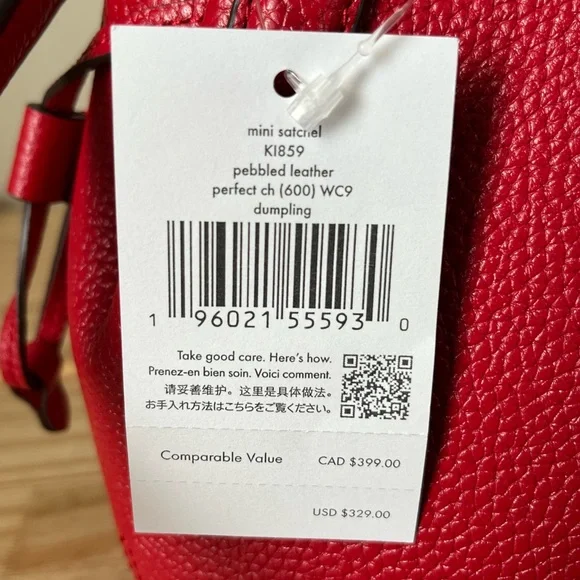 mini satchel
KI859
pebbled leather
perfect ch (600) WC9
dumpling
1 96021 55593 0
Take good care. Here's how.
Prenez-en bien soin. Voici comment.
请妥善维护。这里是具体做法。
お手入れ方法はこちらをご覧ください。
Comparable Value CAD $399.00
USD $329.00